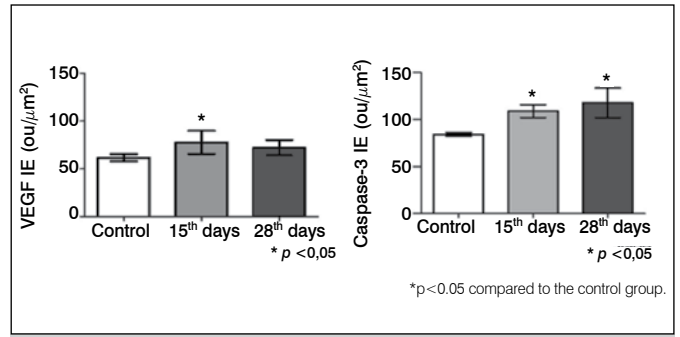 VEGF IE (ou/μm²)
150
100
50
0
*
Control 15th days 28th days
* p <0,05
Caspase-3 IE (ou/μm²)
150
100
50
0
*
*
Control 15th days 28th days
* p <0,05
*p<0.05 compared to the control group.